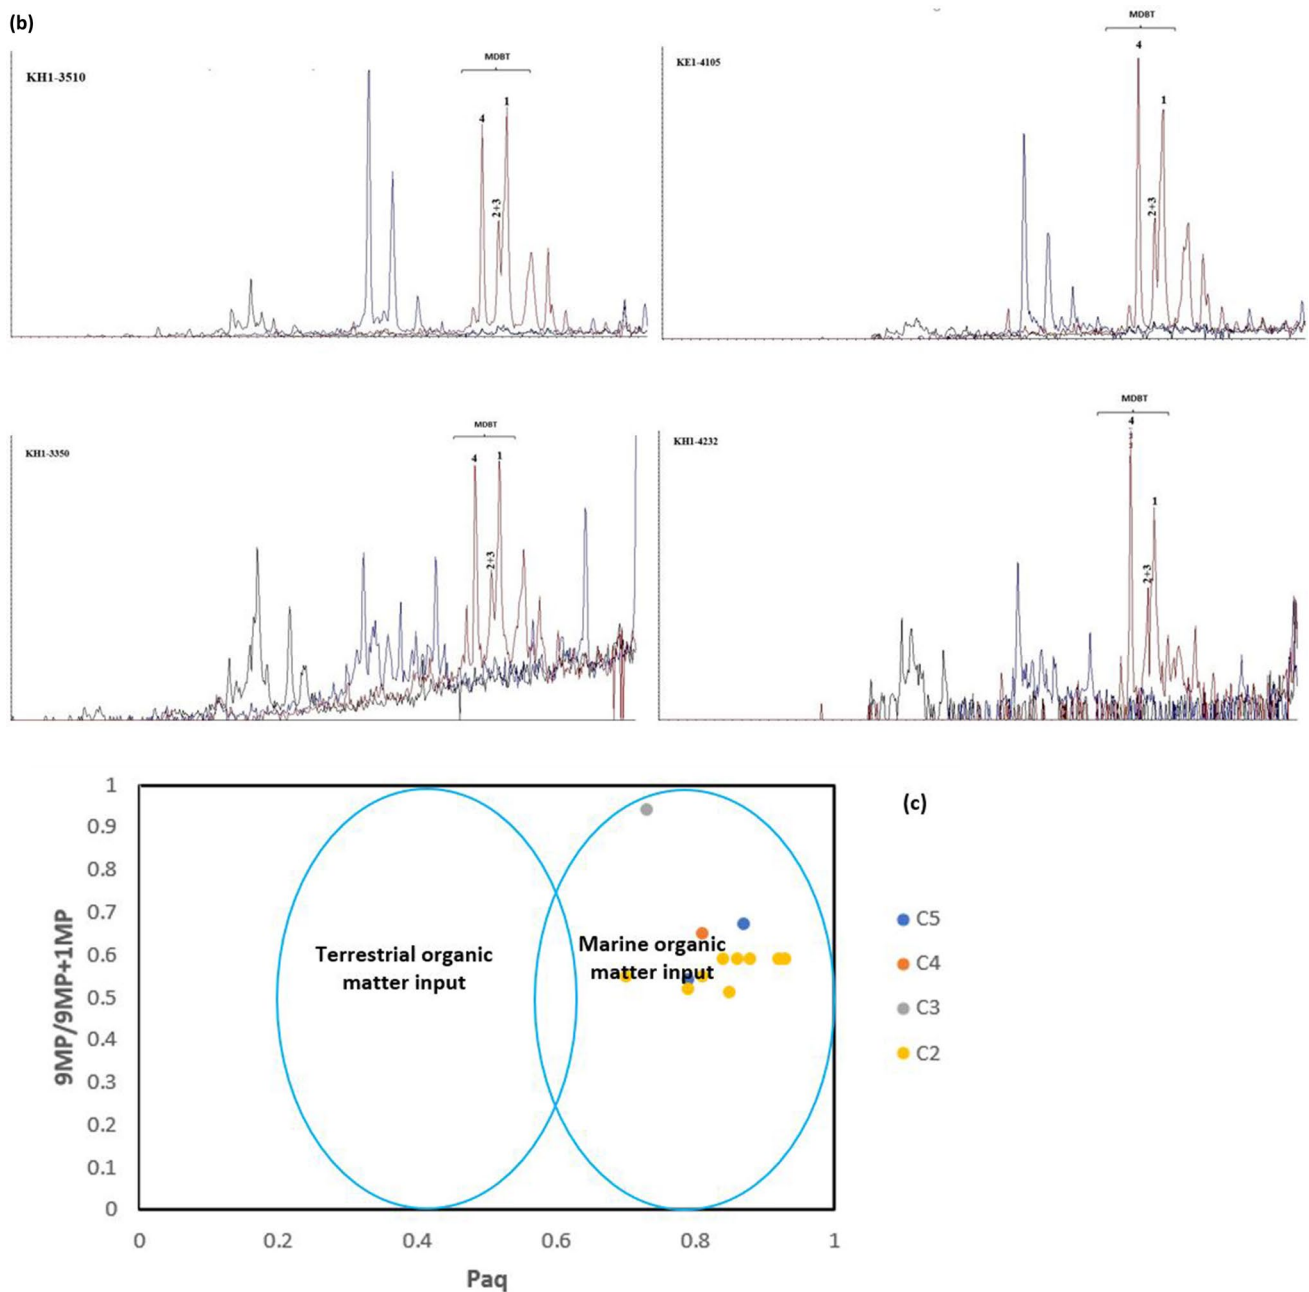 (b)
KH1-3510
MDBT
4
2+3
1
KE1-4105
MDBT
4
2+3
1
KH1-3350
MDBT
4
2+3
1
KH1-4232
MDBT
4
2+3
1
(c)
1
0.9
0.8
0.7
0.6
0.5
0.4
0.3
0.2
0.1
0
9MP/9MP+1MP
Terrestrial organic
matter input
Marine organic
matter input
C5
C4
C3
C2
0
0.2
0.4
0.6
0.8
1
Paq